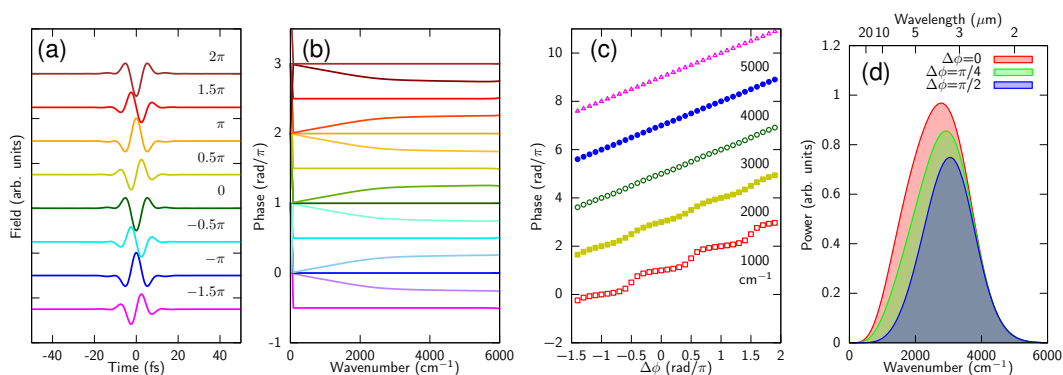 (a)
2π
1.5π
π
0.5π
0
−0.5π
−π
−1.5π
Field (arb. units)
-40 -20 0 20 40
Time (fs)
(b)
3
2
1
0
-1
Phase (rad/π)
0 2000 4000 6000
Wavenumber (cm⁻¹)
(c)
10
8
6
4
2
0
Phase (rad/π)
5000
4000
3000
2000
1000
cm⁻¹
-1.5 -1 -0.5 0 0.5 1 1.5 2
Δϕ (rad/π)
Wavelength (μm)
20 10 5 3 2
(d)
Δϕ=0
Δϕ=π/4
Δϕ=π/2
1.2
1
0.8
0.6
0.4
0.2
0
Power (arb. units)
0 2000 4000 6000
Wavenumber (cm⁻¹)